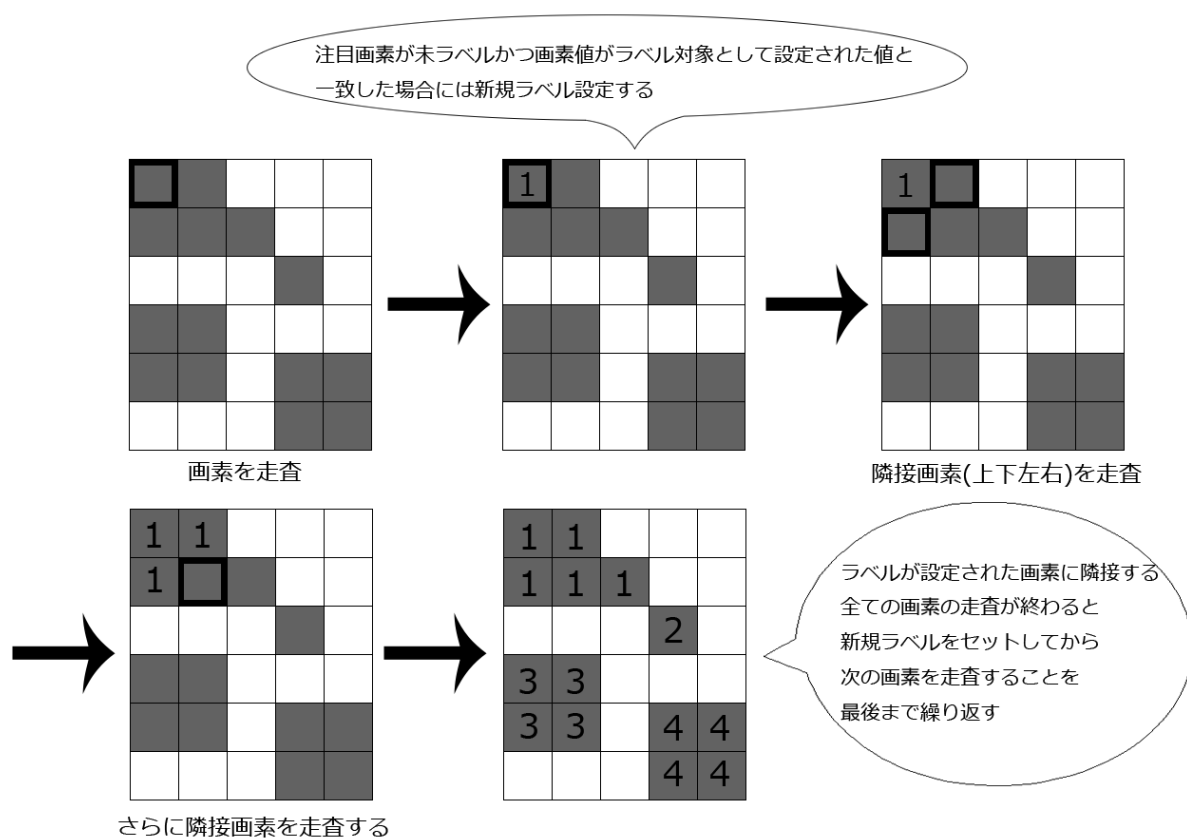 注目画素が未ラベルかつ画素値がラベル対象として設定された値と
一致した場合には新規ラベル設定する
1
1
画素を走査
隣接画素(上下左右)を走査
1 1
1
1 1
1 1 1
2
3 3
3 3 4 4
4 4
ラベルが設定された画素に隣接する
全ての画素の走査が終わると
新規ラベルをセットしてから
次の画素を走査することを
最後まで繰り返す
さらに隣接画素を走査する